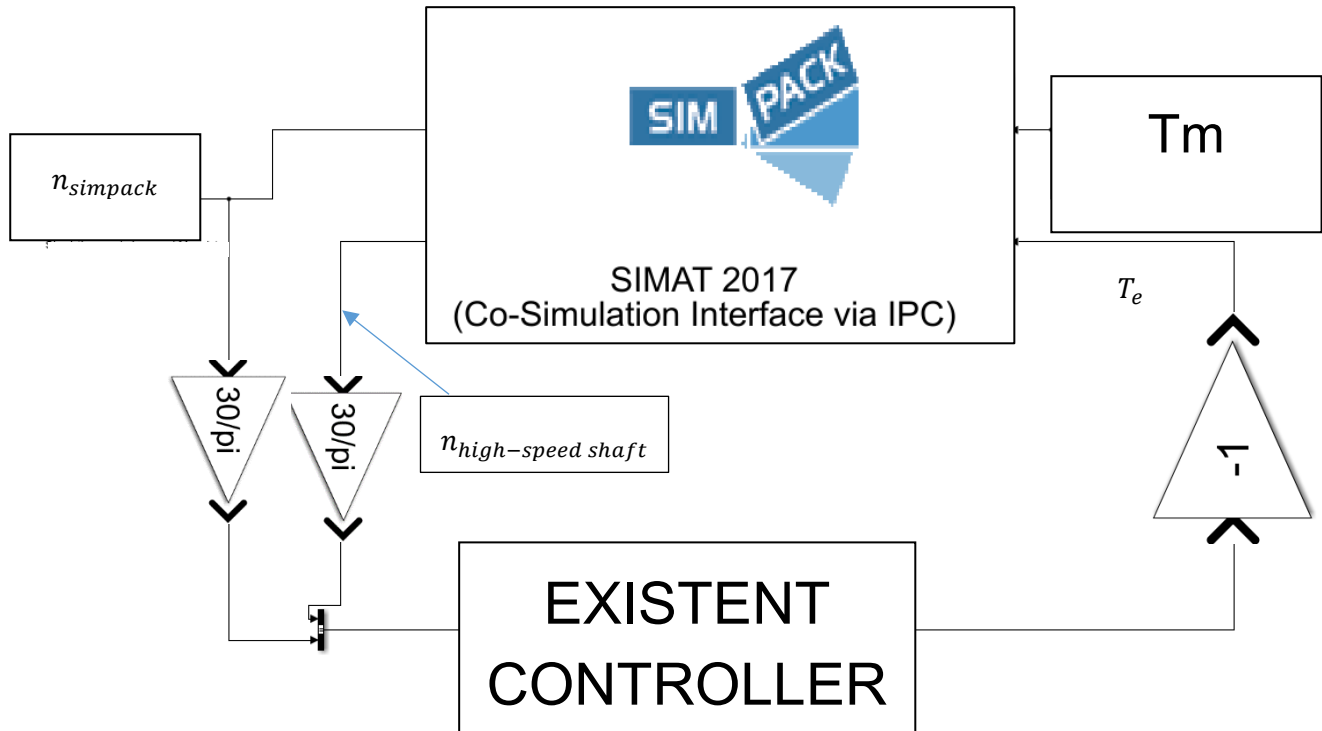 SIM
PACK
Tm
n_simpack
SIMAT 2017
(Co-Simulation Interface via IPC)
T_e
30/pi
30/pi
n_high−speed shaft
-1
EXISTENT
CONTROLLER